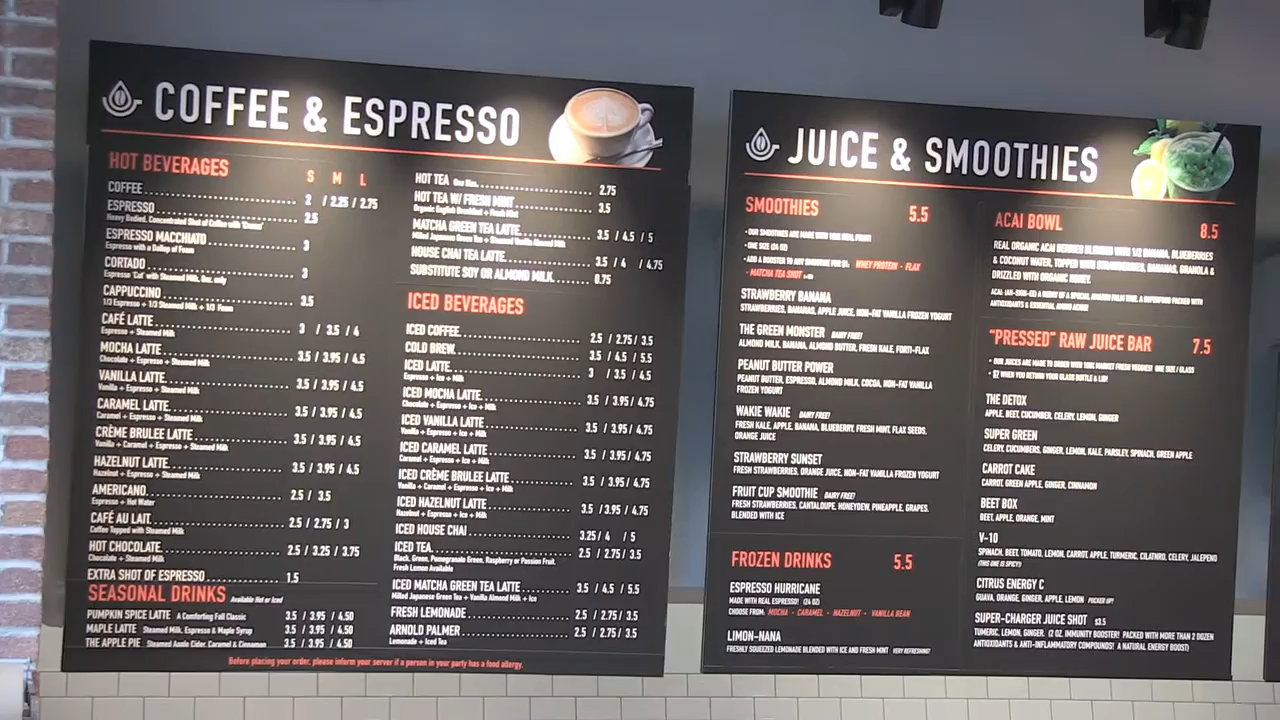 COFFEE & ESPRESSO
HOT BEVERAGES S M L
COFFEE 2 / 2.25 / 2.75
ESPRESSO 2.5
Heavy Bodied, Concentrated Shot of Coffee with "Crema"
ESPRESSO MACCHIATO 3
Espresso with a Dollop of Foam
CORTADO 3
Espresso 'Cut' with Steamed Milk, 6oz. only
CAPPUCCINO 3.5
1/3 Espresso + 1/3 Steamed Milk + 1/3 Foam
CAFÉ LATTE 3 / 3.5 / 4
Espresso + Steamed Milk
MOCHA LATTE 3.5 / 3.95 / 4.5
Chocolate + Espresso + Steamed Milk
VANILLA LATTE 3.5 / 3.95 / 4.5
Vanilla + Espresso + Steamed Milk
CARAMEL LATTE 3.5 / 3.95 / 4.5
Caramel + Espresso + Steamed Milk
CRÈME BRULEE LATTE 3.5 / 3.95 / 4.5
Vanilla + Caramel + Espresso + Steamed Milk
HAZELNUT LATTE 3.5 / 3.95 / 4.5
Hazelnut + Espresso + Steamed Milk
AMERICANO 2.5 / 3.5
Espresso + Hot Water
CAFÉ AU LAIT 2.5 / 2.75 / 3
Coffee Topped with Steamed Milk
HOT CHOCOLATE 2.5 / 3.25 / 3.75
Chocolate + Steamed Milk
EXTRA SHOT OF ESPRESSO 1.5
SEASONAL DRINKS Available Hot or Iced
PUMPKIN SPICE LATTE A Comforting Fall Classic 3.5 / 3.95 / 4.50
MAPLE LATTE Steamed Milk, Espresso & Maple Syrup 3.5 / 3.95 / 4.50
THE APPLE PIE Steamed Apple Cider, Caramel & Cinnamon 3.5 / 3.95 / 4.50
HOT TEA One Size 2.75
HOT TEA W/ FRESH MINT 3.5
Organic English Breakfast + Fresh Mint
MATCHA GREEN TEA LATTE 3.5 / 4.5 / 5
Milled Japanese Green Tea + Steamed Vanilla Almond Milk
HOUSE CHAI TEA LATTE 3.5 / 4 / 4.75
SUBSTITUTE SOY OR ALMOND MILK 0.75
ICED BEVERAGES
ICED COFFEE 2.5 / 2.75/ 3.5
COLD BREW 3.5 / 4.5 / 5.5
ICED LATTE 3 / 3.5 / 4.5
Espresso + Ice + Milk
ICED MOCHA LATTE 3.5 / 3.95/ 4.75
Chocolate + Espresso + Ice + Milk
ICED VANILLA LATTE 3.5 / 3.95/ 4.75
Vanilla + Espresso + Ice + Milk
ICED CARAMEL LATTE 3.5 / 3.95/ 4.75
Caramel + Espresso + Ice + Milk
ICED CRÈME BRULEE LATTE 3.5 / 3.95/ 4.75
Vanilla + Caramel + Espresso + Ice + Milk
ICED HAZELNUT LATTE 3.5 / 3.95/ 4.75
Hazelnut + Espresso + Ice + Milk
ICED HOUSE CHAI 3.25 / 4 / 5
ICED TEA 2.5 / 2.75/ 3.5
Black, Green, Pomegranate Green, Raspberry or Passion Fruit.
Fresh Lemon Available
ICED MATCHA GREEN TEA LATTE 3.5 / 4.5 / 5.5
Milled Japanese Green Tea + Vanilla Almond Milk + Ice
FRESH LEMONADE 2.5 / 2.75/ 3.5
ARNOLD PALMER 2.5 / 2.75/ 3.5
Lemonade + Iced Tea
Before placing your order, please inform your server if a person in your party has a food allergy.
JUICE & SMOOTHIES
SMOOTHIES 5.5
• OUR SMOOTHIES ARE MADE WITH 100% REAL FRUIT
• ONE SIZE (24 OZ)
• ADD A BOOSTER TO ANY SMOOTHIE FOR $1: WHEY PROTEIN • FLAX
• MATCHA TEA SHOT
STRAWBERRY BANANA
STRAWBERRIES, BANANAS, APPLE JUICE, NON-FAT VANILLA FROZEN YOGURT
THE GREEN MONSTER DAIRY FREE!
ALMOND MILK, BANANA, ALMOND BUTTER, FRESH KALE, FORTI-FLAX
PEANUT BUTTER POWER
PEANUT BUTTER, ESPRESSO, ALMOND MILK, COCOA, NON-FAT VANILLA
FROZEN YOGURT
WAKIE WAKIE DAIRY FREE!
FRESH KALE, APPLE, BANANA, BLUEBERRY, FRESH MINT, FLAX SEEDS,
ORANGE JUICE
STRAWBERRY SUNSET
FRESH STRAWBERRIES, ORANGE JUICE, NON-FAT VANILLA FROZEN YOGURT
FRUIT CUP SMOOTHIE DAIRY FREE!
FRESH STRAWBERRIES, CANTALOUPE, HONEYDEW, PINEAPPLE, GRAPES,
BLENDED WITH ICE
FROZEN DRINKS 5.5
ESPRESSO HURRICANE
MADE WITH REAL ESPRESSO! (24 OZ)
CHOOSE FROM: MOCHA • CARAMEL • HAZELNUT • VANILLA BEAN
LIMON-NANA
FRESHLY SQUEEZED LEMONADE BLENDED WITH ICE AND FRESH MINT VERY REFRESHING!
ACAI BOWL 8.5
REAL ORGANIC ACAI BERRIES BLENDED WITH 1/2 BANANA, BLUEBERRIES
& COCONUT WATER, TOPPED WITH STRAWBERRIES, BANANAS, GRANOLA &
DRIZZLED WITH ORGANIC HONEY.
ACAI: (AH-SIGH-EE) A BERRY OF A SPECIAL AMAZON PALM TREE. A SUPERFOOD PACKED WITH
ANTIOXIDANTS & ESSENTIAL AMINO ACIDS!
"PRESSED" RAW JUICE BAR 7.5
• OUR JUICES ARE MADE TO ORDER WITH 100% MARKET FRESH VEGGIES! ONE SIZE / GLASS
• $2 WHEN YOU RETURN YOUR GLASS BOTTLE & LID!
THE DETOX
APPLE, BEET, CUCUMBER, CELERY, LEMON, GINGER
SUPER GREEN
CELERY, CUCUMBERS, GINGER, LEMON, KALE, PARSLEY, SPINACH, GREEN APPLE
CARROT CAKE
CARROT, GREEN APPLE, GINGER, CINNAMON
BEET BOX
BEET, APPLE, ORANGE, MINT
V-10
SPINACH, BEET, TOMATO, LEMON, CARROT, APPLE, TURMERIC, CILATNRO, CELERY, JALEPENO
(THIS ONE IS SPICY!)
CITRUS ENERGY C
GUAVA, ORANGE, GINGER, APPLE, LEMON PUCKER UP!
SUPER-CHARGER JUICE SHOT $3.5
TUMERIC, LEMON, GINGER. (2 OZ. IMMUNITY BOOSTER! PACKED WITH MORE THAN 2 DOZEN
ANTIOXIDANTS & ANTI-INFLAMMATORY COMPOUNDS! A NATURAL ENERGY BOOST)